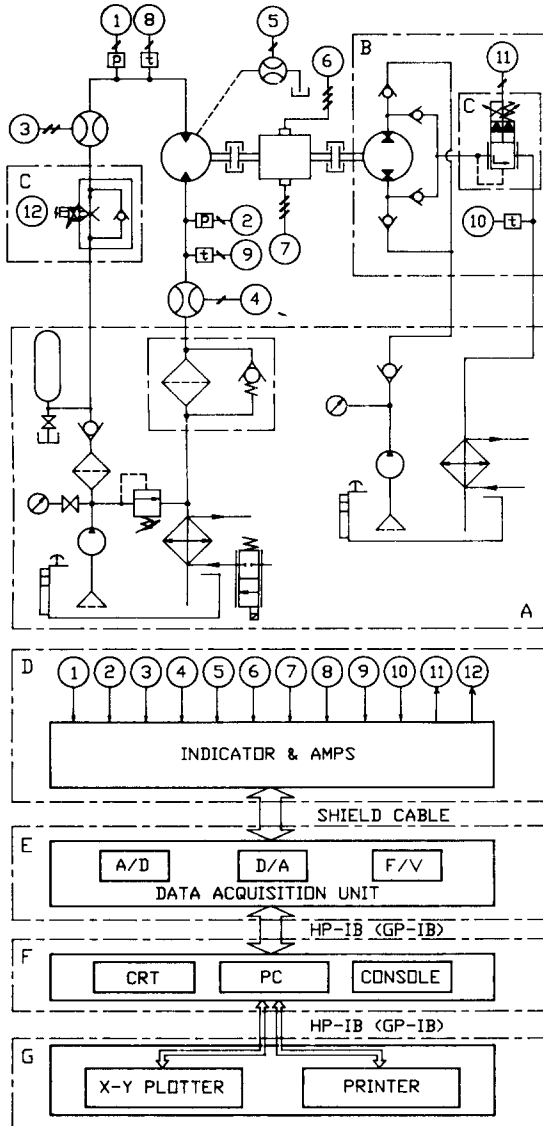 1 8 5
6
B
p t
11
3
C
C
12
p 2
10 t
t 9
7
4
A
D 1 2 3 4 5 6 7 8 9 10 11 12
INDICATOR & AMPS
SHIELD CABLE
E
A/D D/A F/V
DATA ACQUISITION UNIT
HP-IB (GP-IB)
F
CRT PC CONSOLE
HP-IB (GP-IB)
G
X-Y PLOTTER PRINTER